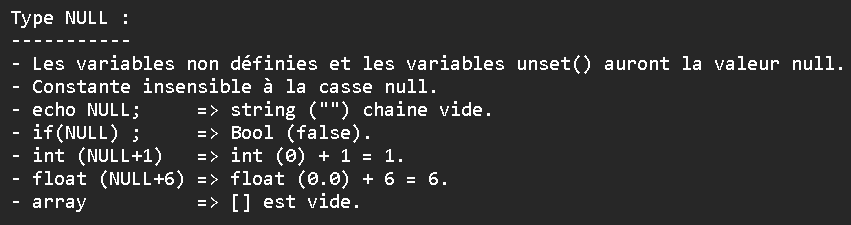 Type NULL :
-----------
- Les variables non définies et les variables unset() auront la valeur null.
- Constante insensible à la casse null.
- echo NULL;     => string ("") chaine vide.
- if(NULL) ;     => Bool (false).
- int (NULL+1)   => int (0) + 1 = 1.
- float (NULL+6) => float (0.0) + 6 = 6.
- array          => [] est vide.